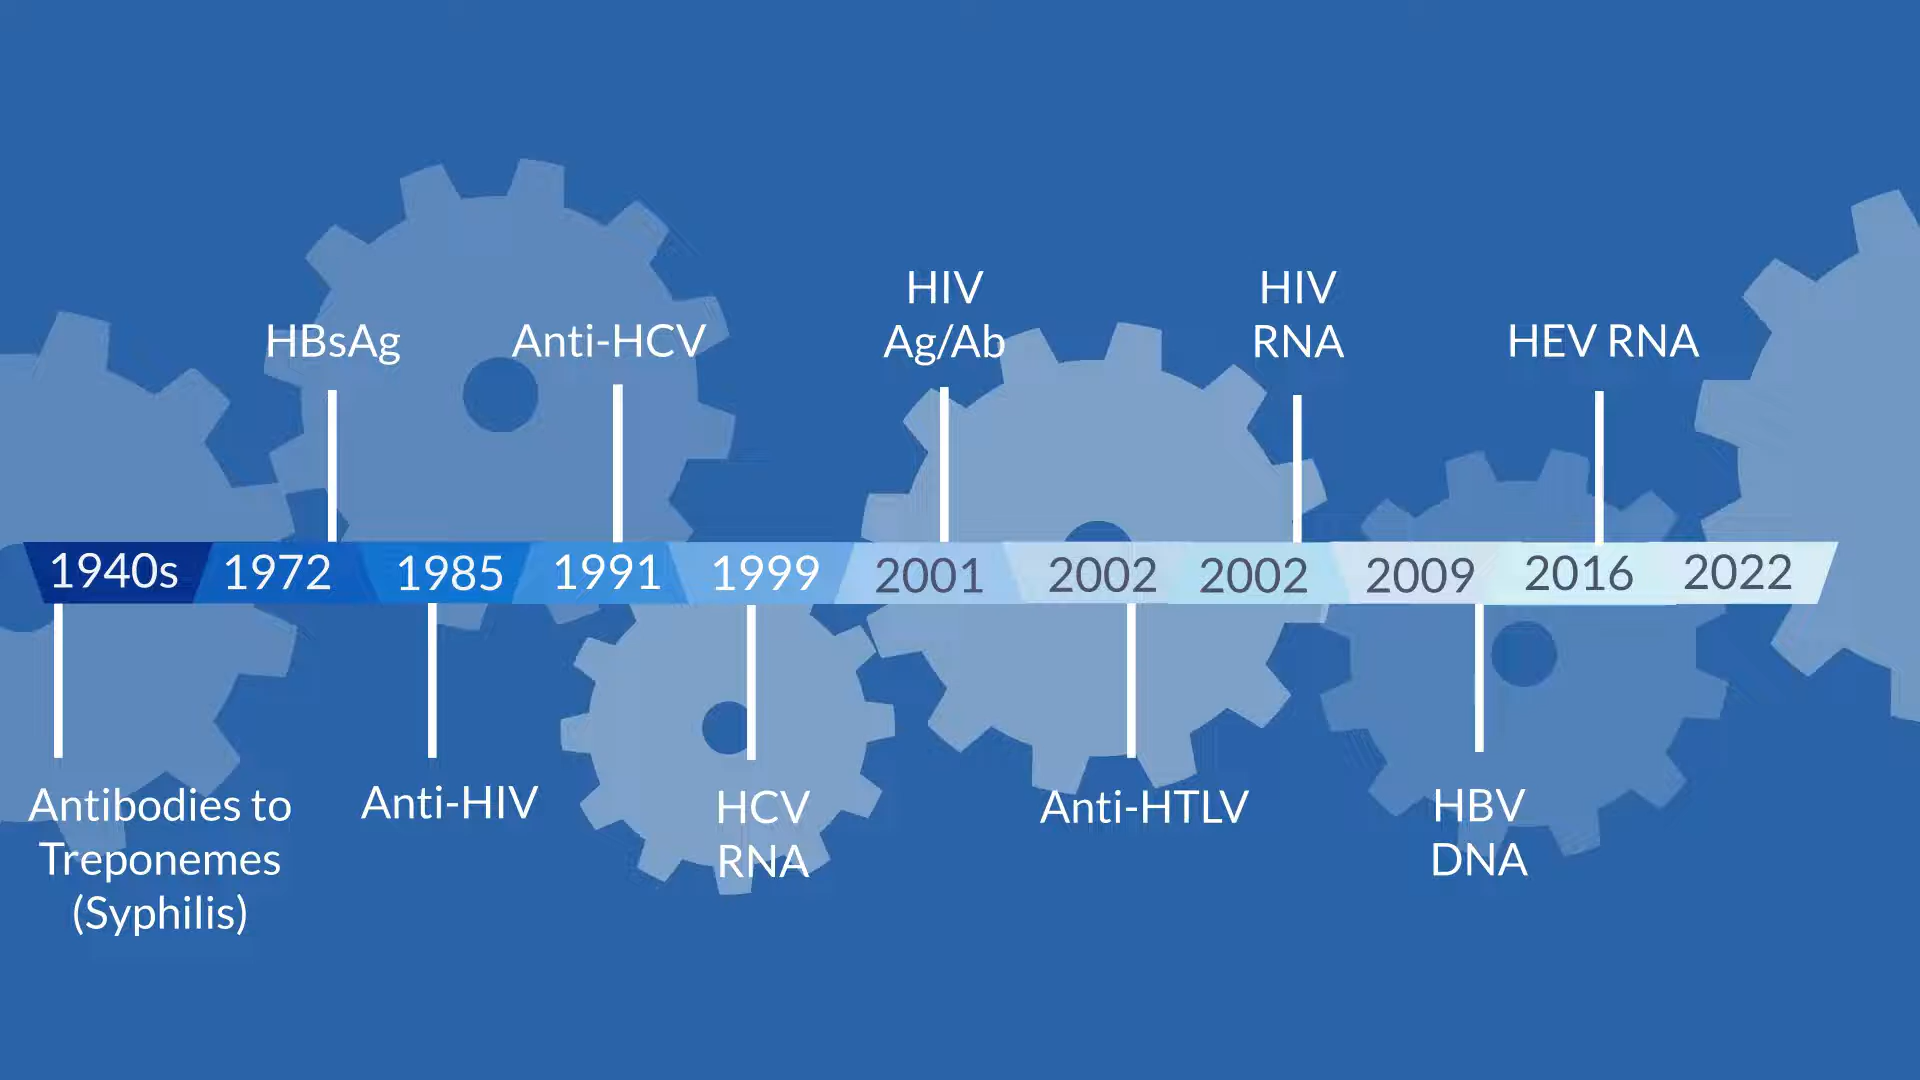 HIV
Ag/Ab
HIV
RNA
HBsAg
Anti-HCV
HEV RNA
1940s
1972
1985
1991
1999
2001
2002
2002
2009
2016
2022
Antibodies to
Treponemes
(Syphilis)
Anti-HIV
HCV
RNA
Anti-HTLV
HBV
DNA